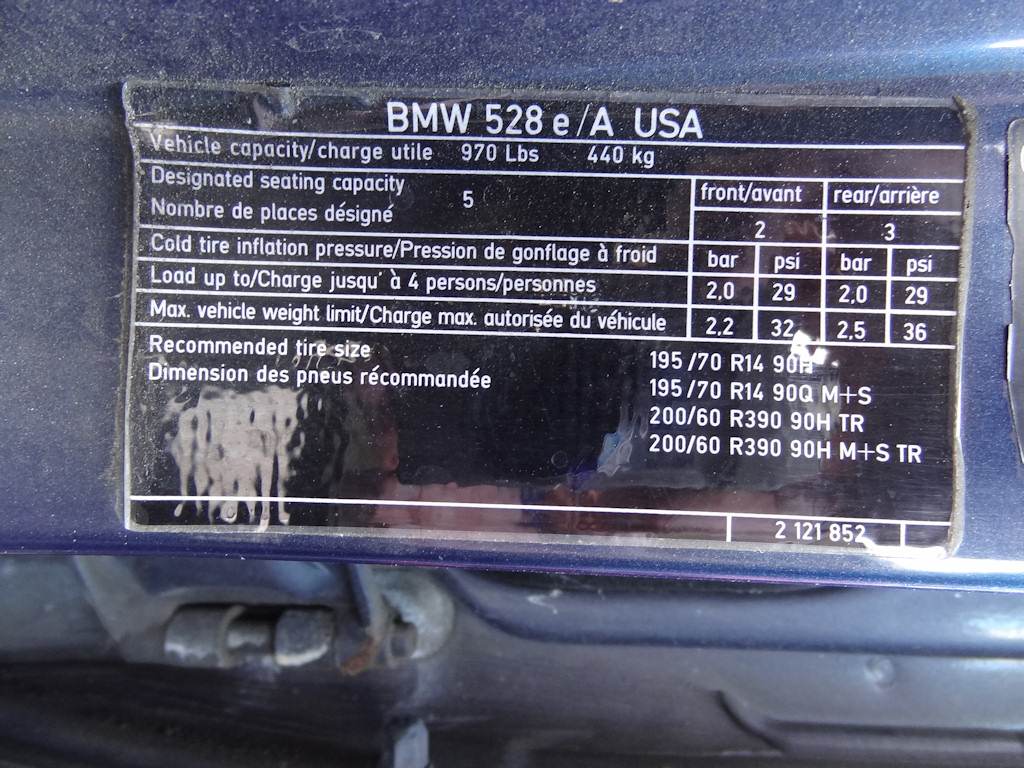 BMW 528 e/A USA
Vehicle capacity/charge utile 970 Lbs 440 kg
Designated seating capacity
Nombre de places désigné
5
front/avant rear/arrière
2 3
Cold tire inflation pressure/Pression de gonflage à froid bar psi bar psi
Load up to/Charge jusqu' à 4 persons/personnes 2,0 29 2,0 29
Max. vehicle weight limit/Charge max. autorisée du véhicule 2,2 32 2,5 36
Recommended tire size 195/70 R14 90H
Dimension des pneus récommandée 195/70 R14 90Q M+S
200/60 R390 90H TR
200/60 R390 90H M+S TR
2 121 852